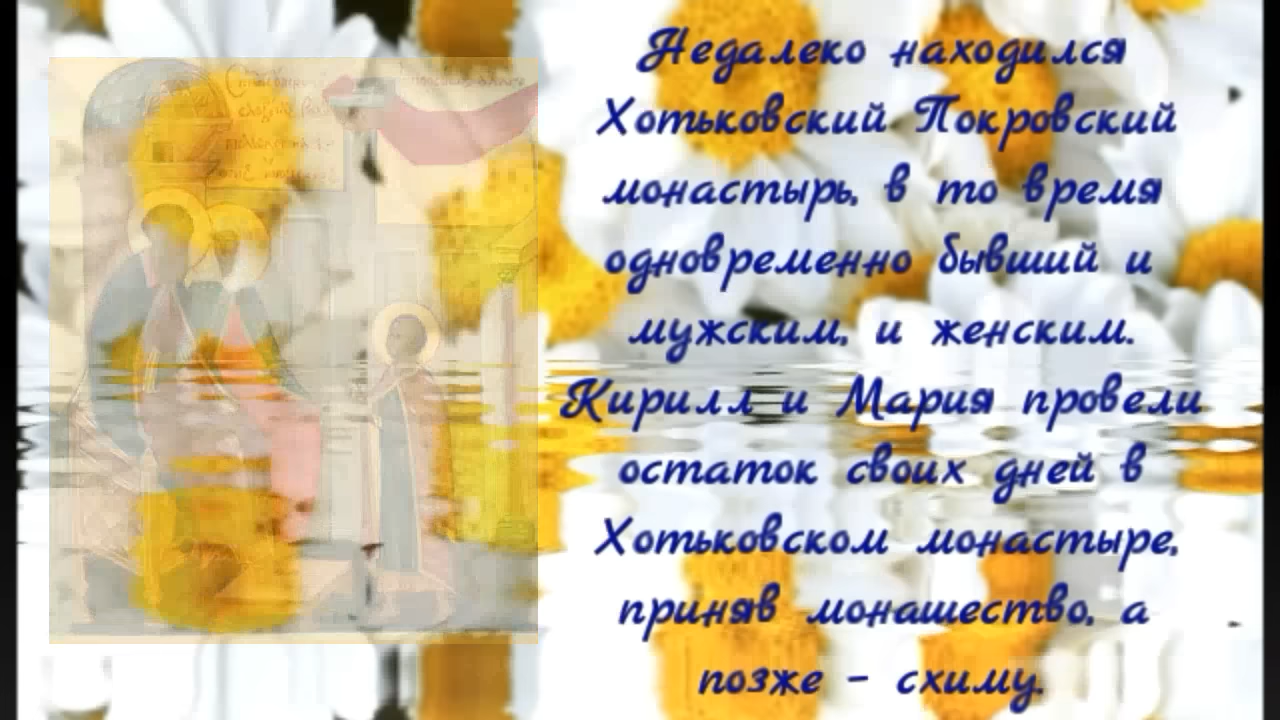 Недалеко находился
Хотьковский Покровский
монастырь, в то время
одновременно бывший и
мужским, и женским.
Кирилл и Мария провели
остаток своих дней в
Хотьковском монастыре,
приняв монашество, а
позже - схиму.